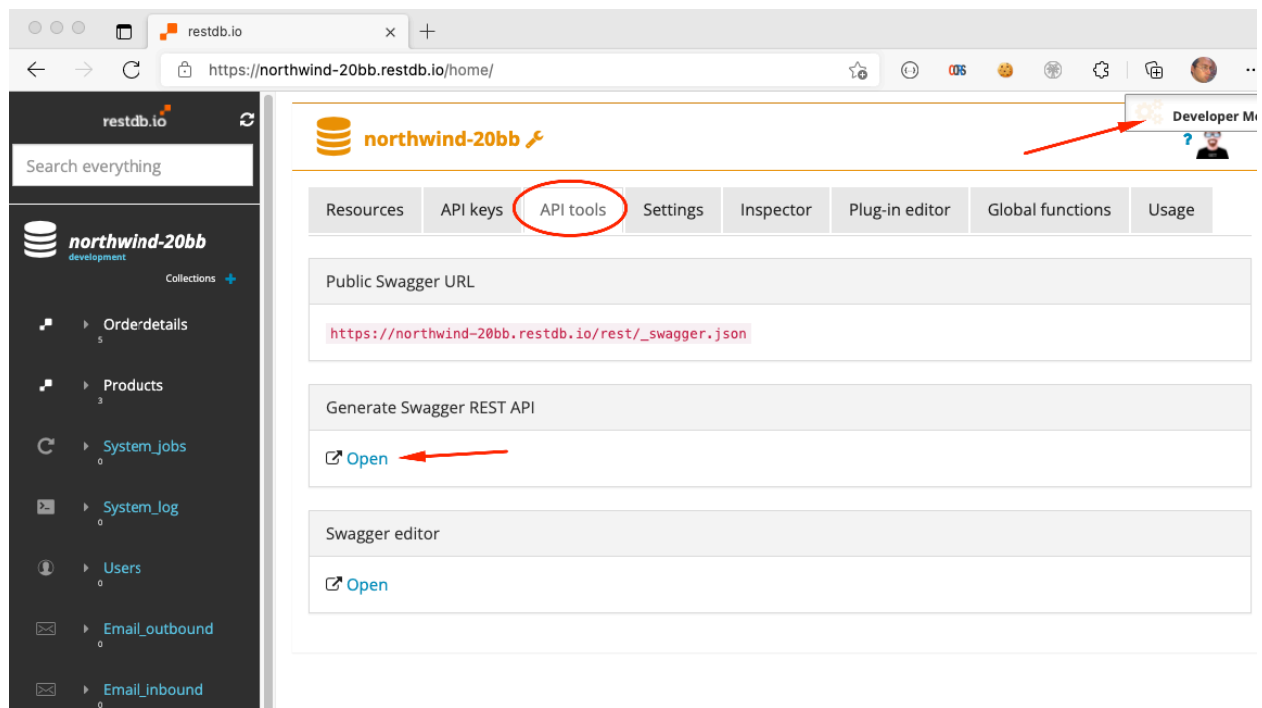 restdb.io
https://northwind-20bb.restdb.io/home/
restdb.io
Search everything
northwind-20bb
development
Collections +
Orderdetails
5
Products
3
System_jobs
0
System_log
0
Users
0
Email_outbound
0
Email_inbound
0
Developer Mo
?
northwind-20bb
Resources API keys API tools Settings Inspector Plug-in editor Global functions Usage
Public Swagger URL
https://northwind-20bb.restdb.io/rest/_swagger.json
Generate Swagger REST API
Open
Swagger editor
Open